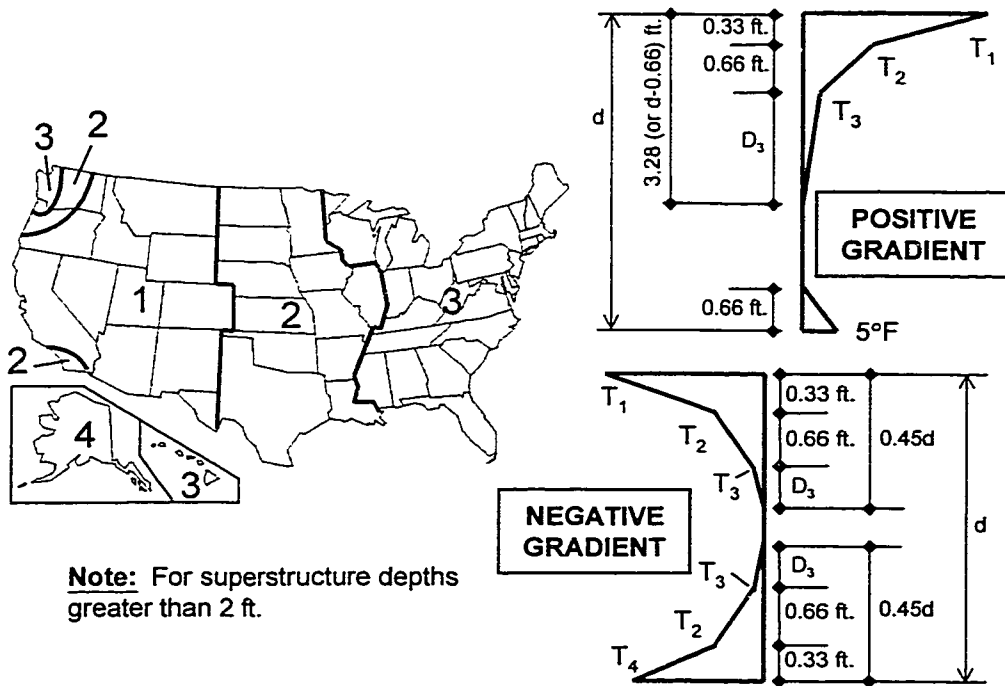 3
2
1
2
3
2
4
3
Note: For superstructure depths
greater than 2 ft.
d
3.28 (or d-0.66) ft.
0.33 ft.
0.66 ft.
D3
0.66 ft.
T1
T2
T3
POSITIVE
GRADIENT
5°F
T1
T2
T3
NEGATIVE
GRADIENT
T3
T2
T4
0.33 ft.
0.66 ft.
D3
0.45d
d
D3
0.66 ft.
0.33 ft.
0.45d